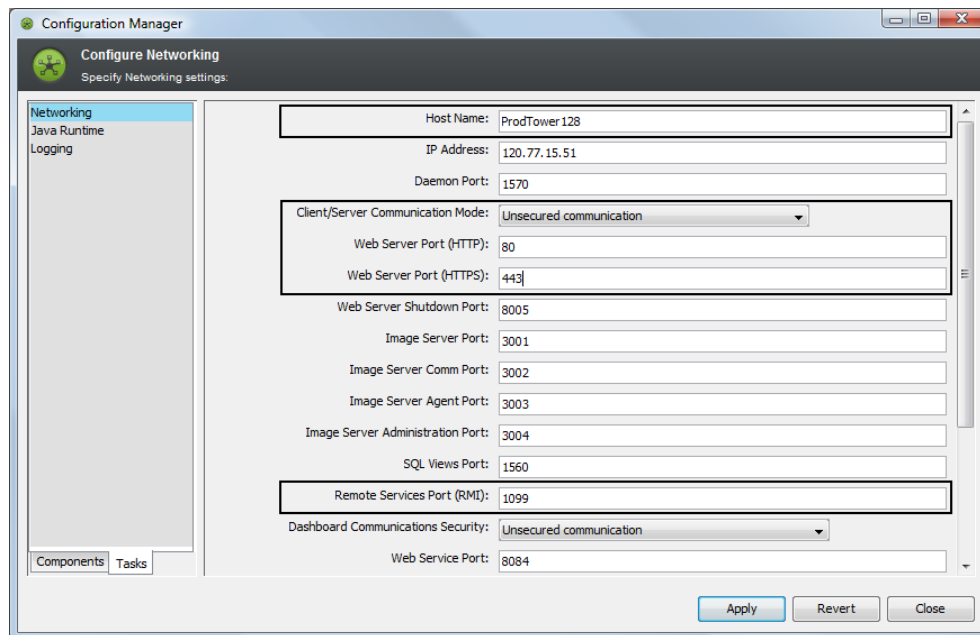 Configuration Manager
Configure Networking
Specify Networking settings:
Networking
Java Runtime
Logging
Host Name: ProdTower128
IP Address: 120.77.15.51
Daemon Port: 1570
Client/Server Communication Mode: Unsecured communication
Web Server Port (HTTP): 80
Web Server Port (HTTPS): 443
Web Server Shutdown Port: 8005
Image Server Port: 3001
Image Server Comm Port: 3002
Image Server Agent Port: 3003
Image Server Administration Port: 3004
SQL Views Port: 1560
Remote Services Port (RMI): 1099
Dashboard Communications Security: Unsecured communication
Web Service Port: 8084
Components Tasks
Apply Revert Close